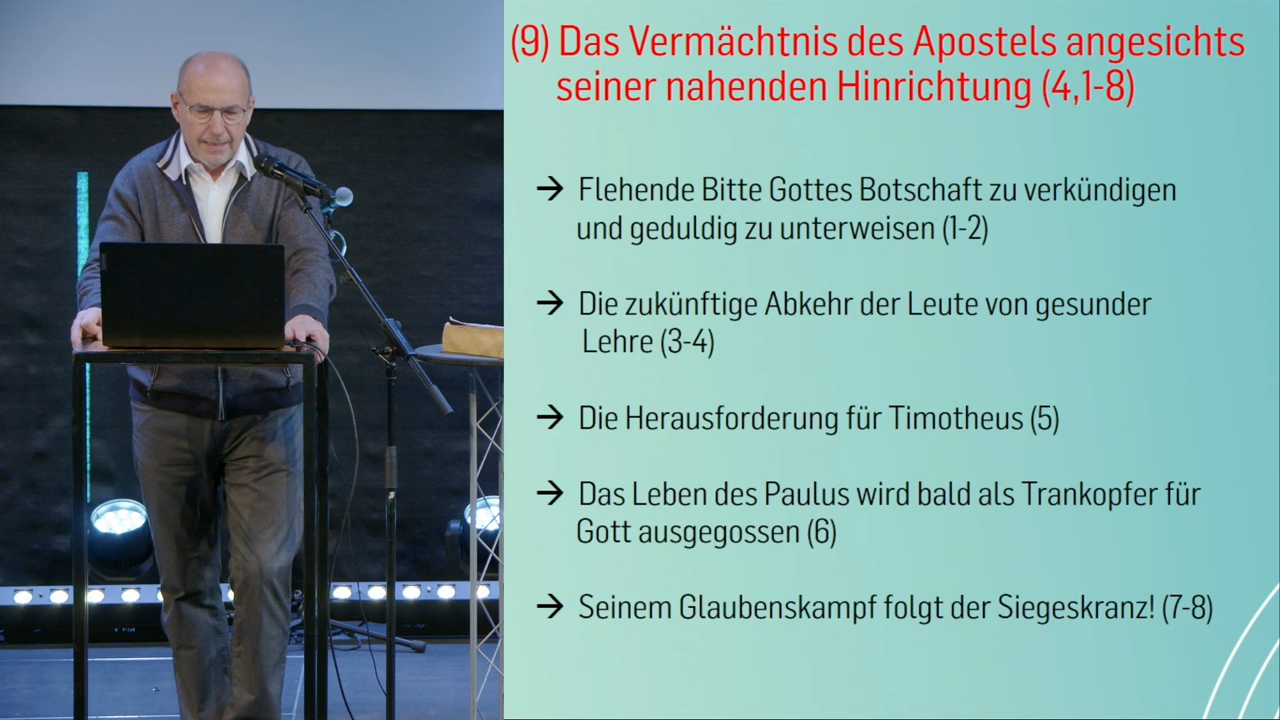 (9) Das Vermächtnis des Apostels angesichts
seiner nahenden Hinrichtung (4,1-8)
→ Flehende Bitte Gottes Botschaft zu verkündigen
und geduldig zu unterweisen (1-2)
→ Die zukünftige Abkehr der Leute von gesunder
Lehre (3-4)
→ Die Herausforderung für Timotheus (5)
→ Das Leben des Paulus wird bald als Trankopfer für
Gott ausgegossen (6)
→ Seinem Glaubenskampf folgt der Siegeskranz! (7-8)